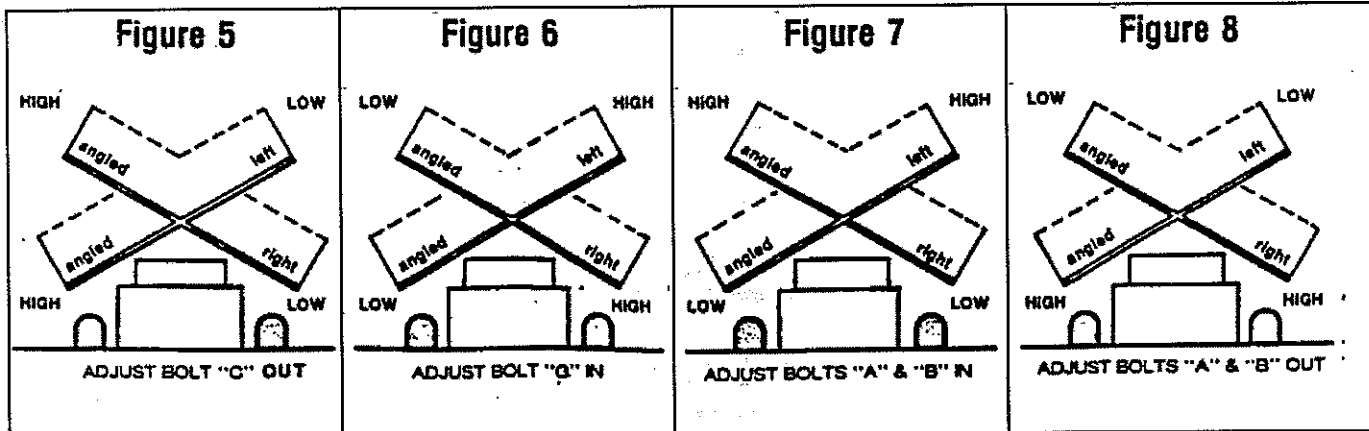 Figure 5
HIGH LOW
angled left
angled right
HIGH LOW
ADJUST BOLT "C" OUT
Figure 6
LOW HIGH
angled left
angled right
LOW HIGH
ADJUST BOLT "C" IN
Figure 7
HIGH HIGH
angled left
angled right
LOW LOW
ADJUST BOLTS "A" & "B" IN
Figure 8
LOW LOW
angled left
angled right
HIGH HIGH
ADJUST BOLTS "A" & "B" OUT